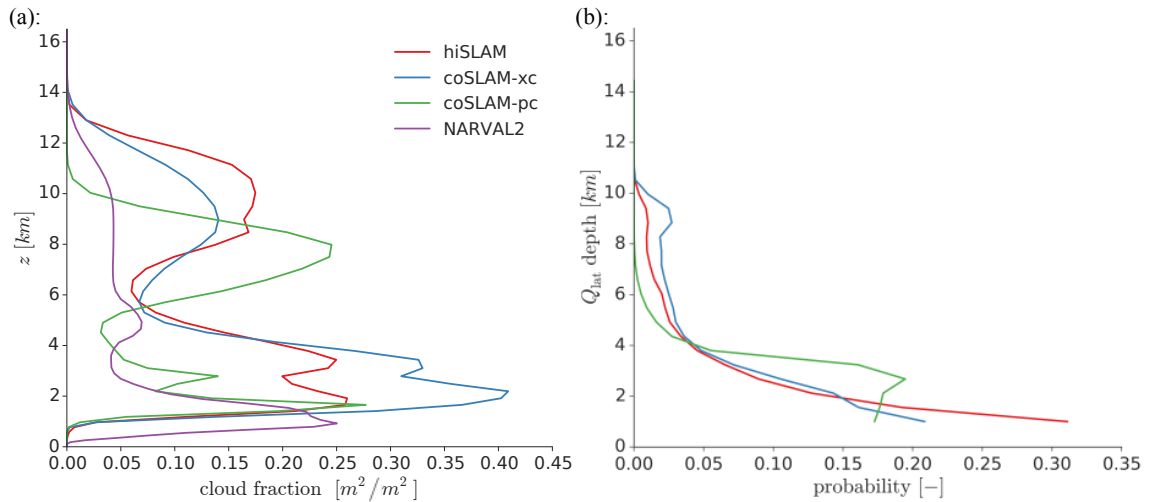 (a):
16
14
12
10
8
6
4
2
0
z [km]
0.00 0.05 0.10 0.15 0.20 0.25 0.30 0.35 0.40 0.45
cloud fraction [m²/m²]
hiSLAM
coSLAM-xc
coSLAM-pc
NARVAL2
(b):
16
14
12
10
8
6
4
2
0
Q_lat depth [km]
0.00 0.05 0.10 0.15 0.20 0.25 0.30 0.35
probability [−]